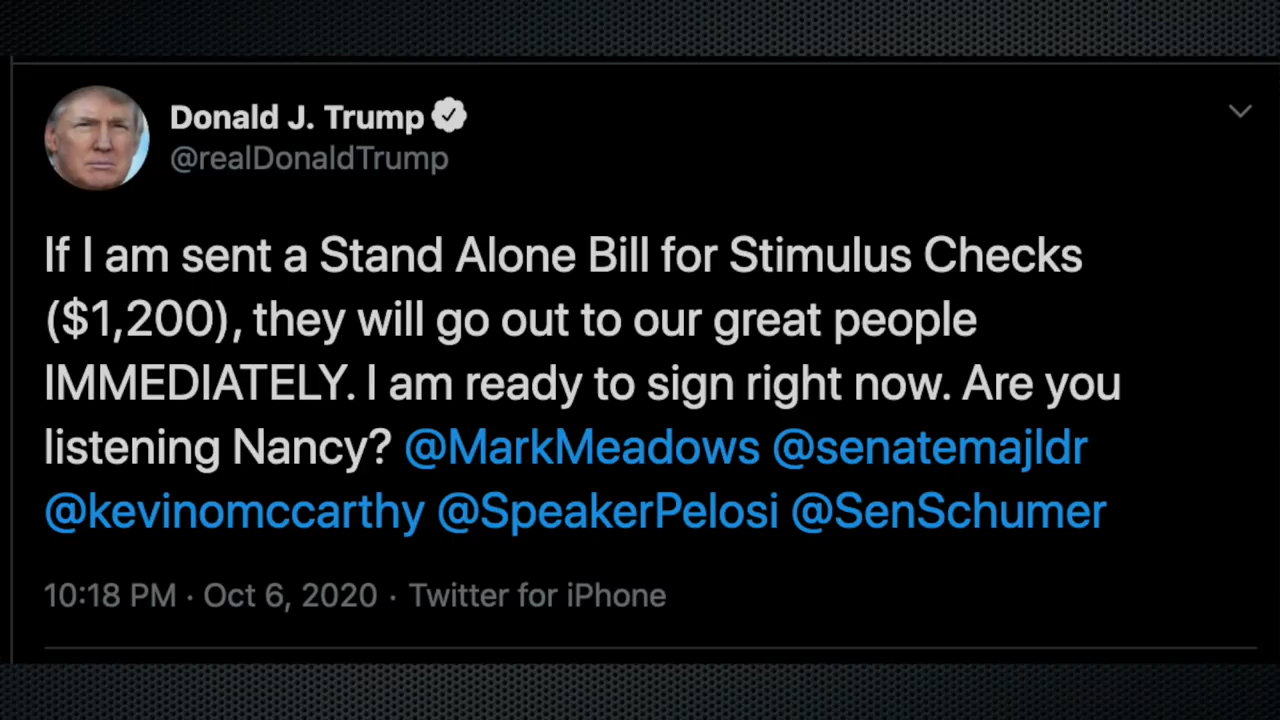 Donald J. Trump
@realDonaldTrump
If I am sent a Stand Alone Bill for Stimulus Checks
($1,200), they will go out to our great people
IMMEDIATELY. I am ready to sign right now. Are you
listening Nancy? @MarkMeadows @senatemajldr
@kevinomccarthy @SpeakerPelosi @SenSchumer
10:18 PM · Oct 6, 2020 · Twitter for iPhone